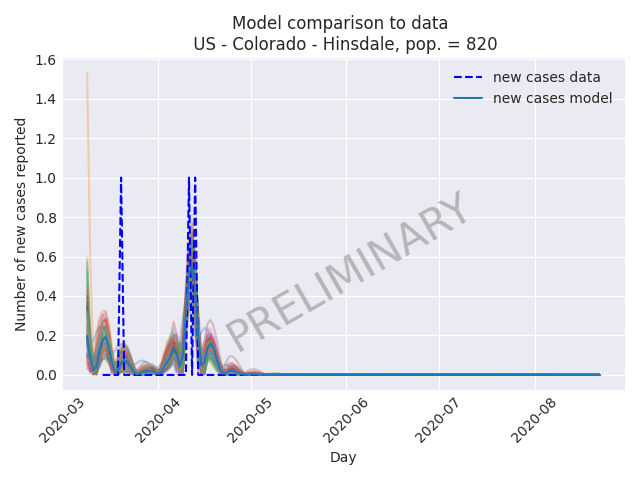 Model comparison to data
US - Colorado - Hinsdale, pop. = 820
new cases data
new cases model
Number of new cases reported
1.6
1.4
1.2
1.0
0.8
0.6
0.4
0.2
0.0
PRELIMINARY
2020-03
2020-04
2020-05
2020-06
2020-07
2020-08
Day